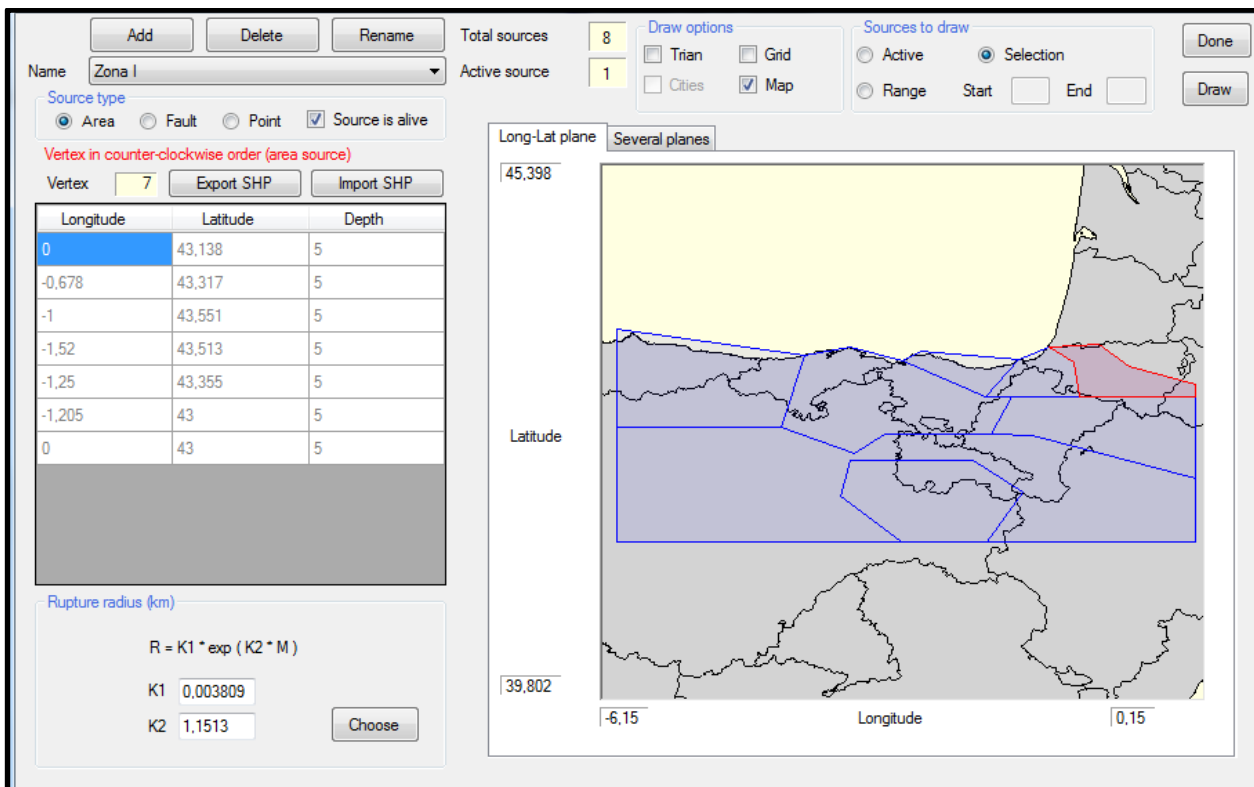 Add Delete Rename Total sources 8 Draw options Sources to draw Done
Trian Grid Active Selection
Name Zona I Active source 1 Cities Map Range Start End Draw
Source type
Area Fault Point Source is alive
Long-Lat plane Several planes
Vertex in counter-clockwise order (area source)
Vertex 7 Export SHP Import SHP
45,398
Longitude Latitude Depth
0 43,138 5
-0,678 43,317 5
-1 43,551 5
-1,52 43,513 5
-1,25 43,355 5
-1,205 43 5
0 43 5
Latitude
Rupture radius (km)
R = K1 * exp ( K2 * M )
K1 0,003809
K2 1,1513 Choose
39,802
-6,15 Longitude 0,15